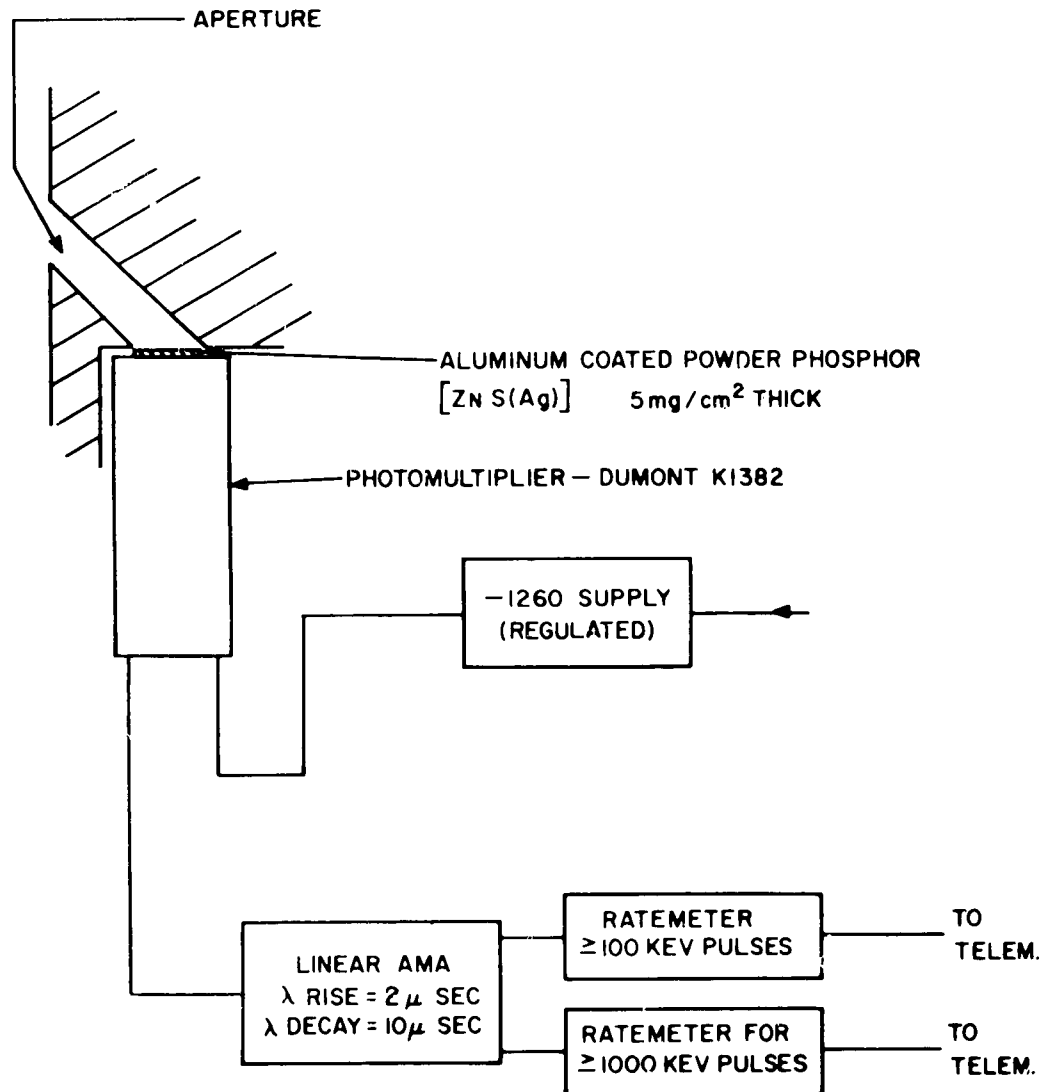 APERTURE
ALUMINUM COATED POWDER PHOSPHOR
[ZN S(Ag)] 5mg/cm² THICK
PHOTOMULTIPLIER — DUMONT K1382
−1260 SUPPLY
(REGULATED)
LINEAR AMA
λ RISE = 2μ SEC
λ DECAY = 10μ SEC
RATEMETER
≥100 KEV PULSES
TO
TELEM.
RATEMETER FOR
≥1000 KEV PULSES
TO
TELEM.